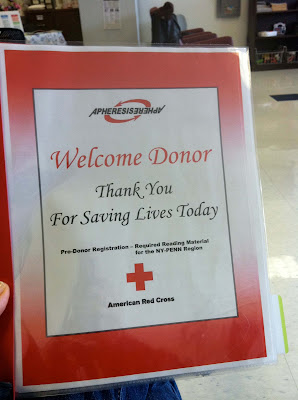 APHERESISAPHERESIS
Welcome Donor
Thank You
For Saving Lives Today
Pre-Donor Registration – Required Reading Material
for the NY-PENN Region
American Red Cross